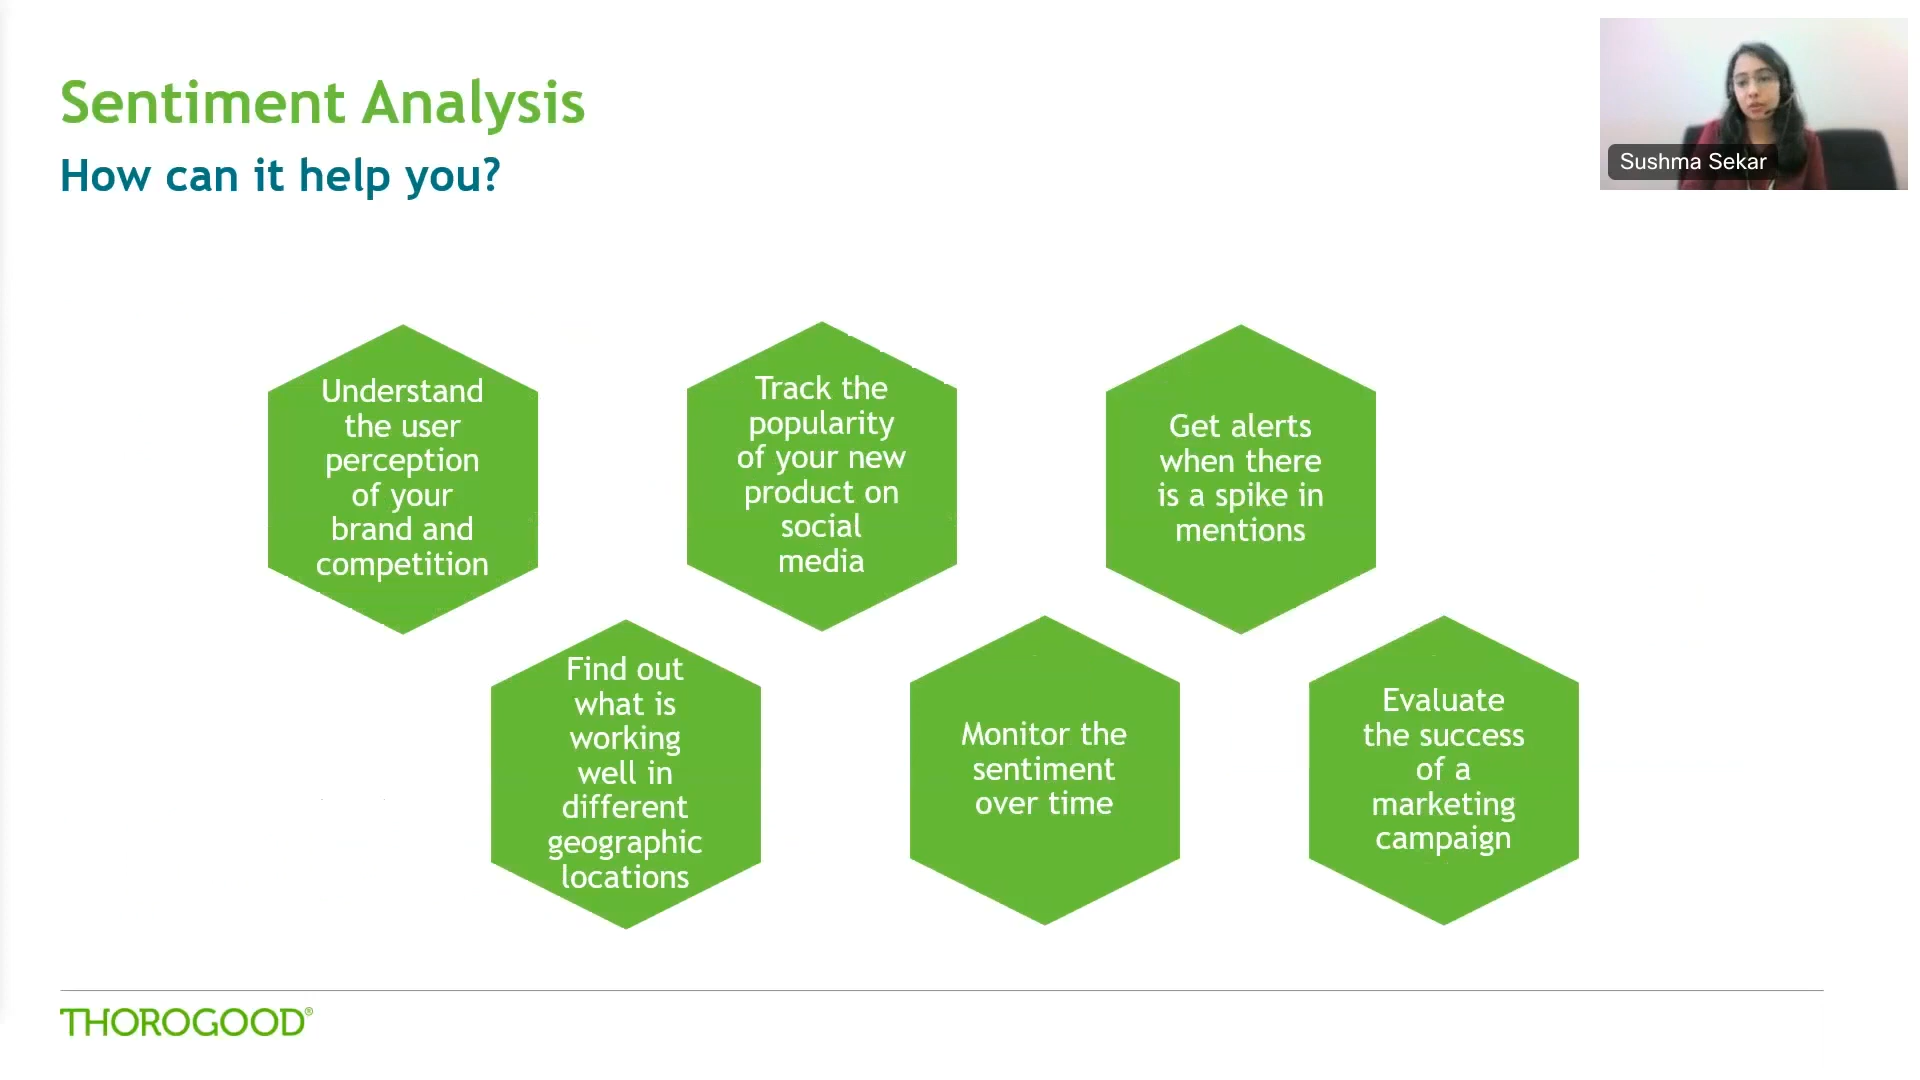 Sentiment Analysis
How can it help you?
Sushma Sekar
Understand
the user
perception
of your
brand and
competition
Track the
popularity
of your new
product on
social
media
Get alerts
when there
is a spike in
mentions
Find out
what is
working
well in
different
geographic
locations
Monitor the
sentiment
over time
Evaluate
the success
of a
marketing
campaign
THOROGOOD®